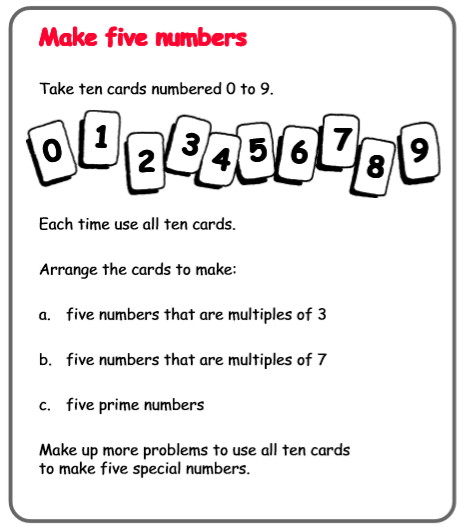 Make five numbers
Take ten cards numbered 0 to 9.
0 1 2 3 4 5 6 7 8 9
Each time use all ten cards.
Arrange the cards to make:
a. five numbers that are multiples of 3
b. five numbers that are multiples of 7
c. five prime numbers
Make up more problems to use all ten cards
to make five special numbers.